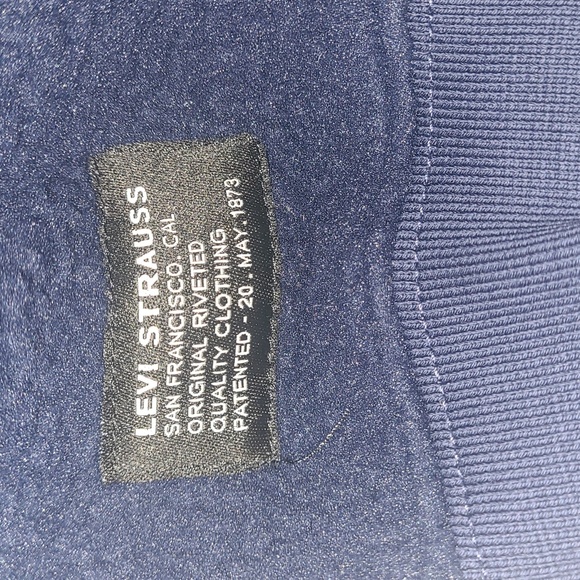 LEVI STRAUSS
SAN FRANCISCO, CAL
ORIGINAL RIVETED
QUALITY CLOTHING
PATENTED - 20 . MAY . 1873